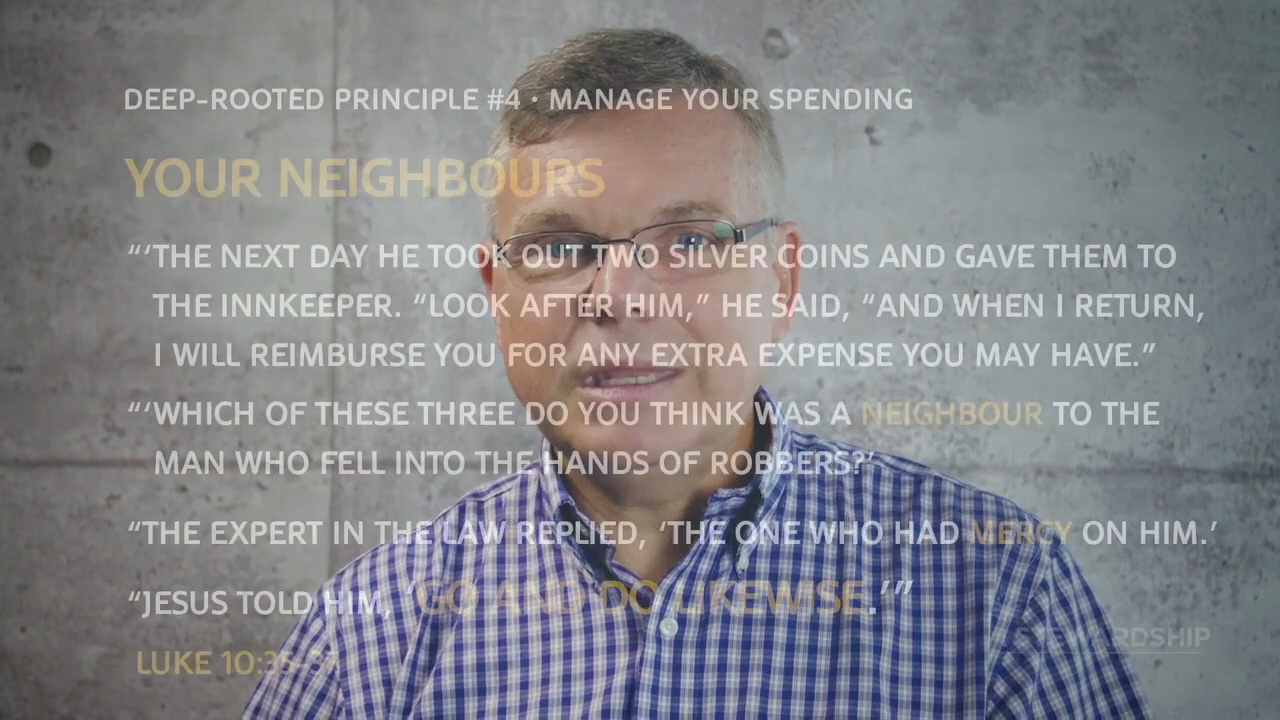 DEEP-ROOTED PRINCIPLE #4 · MANAGE YOUR SPENDING
YOUR NEIGHBOURS
“‘THE NEXT DAY HE TOOK OUT TWO SILVER COINS AND GAVE THEM TO
THE INNKEEPER. “LOOK AFTER HIM,” HE SAID, “AND WHEN I RETURN,
I WILL REIMBURSE YOU FOR ANY EXTRA EXPENSE YOU MAY HAVE.”
“‘WHICH OF THESE THREE DO YOU THINK WAS A NEIGHBOUR TO THE
MAN WHO FELL INTO THE HANDS OF ROBBERS?’
“THE EXPERT IN THE LAW REPLIED, ‘THE ONE WHO HAD MERCY ON HIM.’
“JESUS TOLD HIM, ‘GO AND DO LIKEWISE.’”
STEWARDSHIP
LUKE 10:35-37